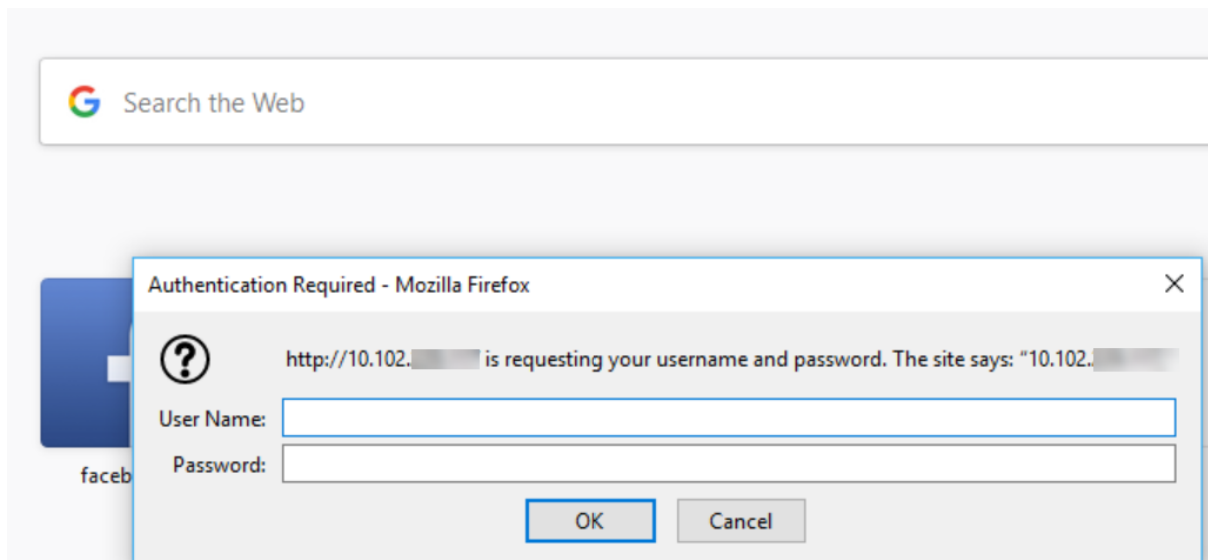 Search the Web
Authentication Required - Mozilla Firefox
http://10.102. is requesting your username and password. The site says: “10.102.
User Name:
Password:
faceb
OK Cancel